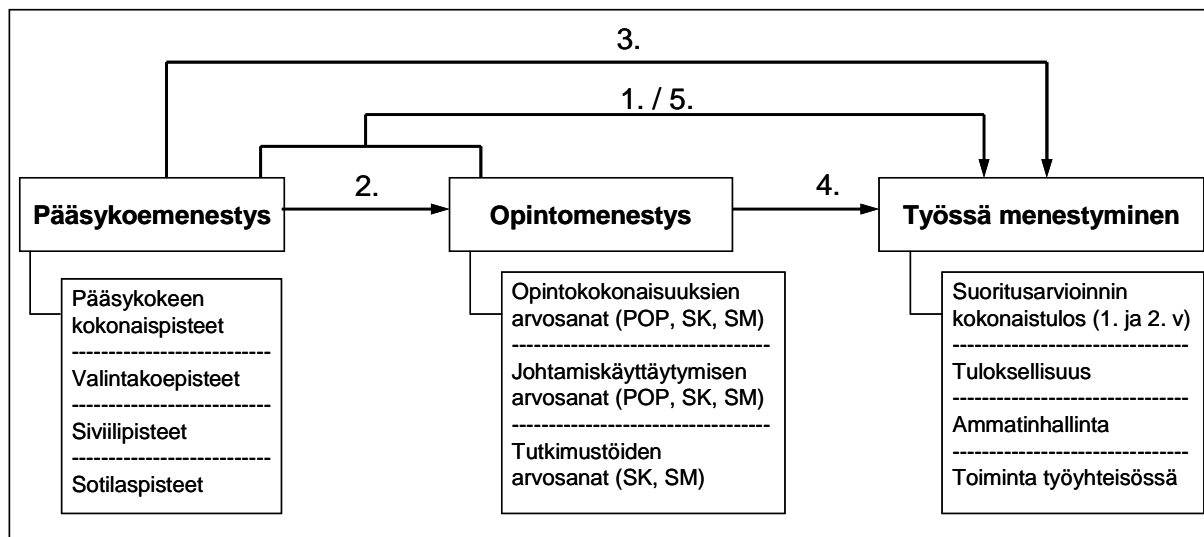 3.
1. / 5.
2.
4.
Pääsykoemenestys
Opintomenestys
Työssä menestyminen
Pääsykokeen
kokonaispisteet
Valintakoepisteet
Siviilipisteet
Sotilaspisteet
Opintokokonaisuuksien
arvosanat (POP, SK, SM)
Johtamiskäyttäytymisen
arvosanat (POP, SK, SM)
Tutkimustöiden
arvosanat (SK, SM)
Suoritusarvioinnin
kokonaistulos (1. ja 2. v)
Tuloksellisuus
Ammatinhallinta
Toiminta työyhteisössä